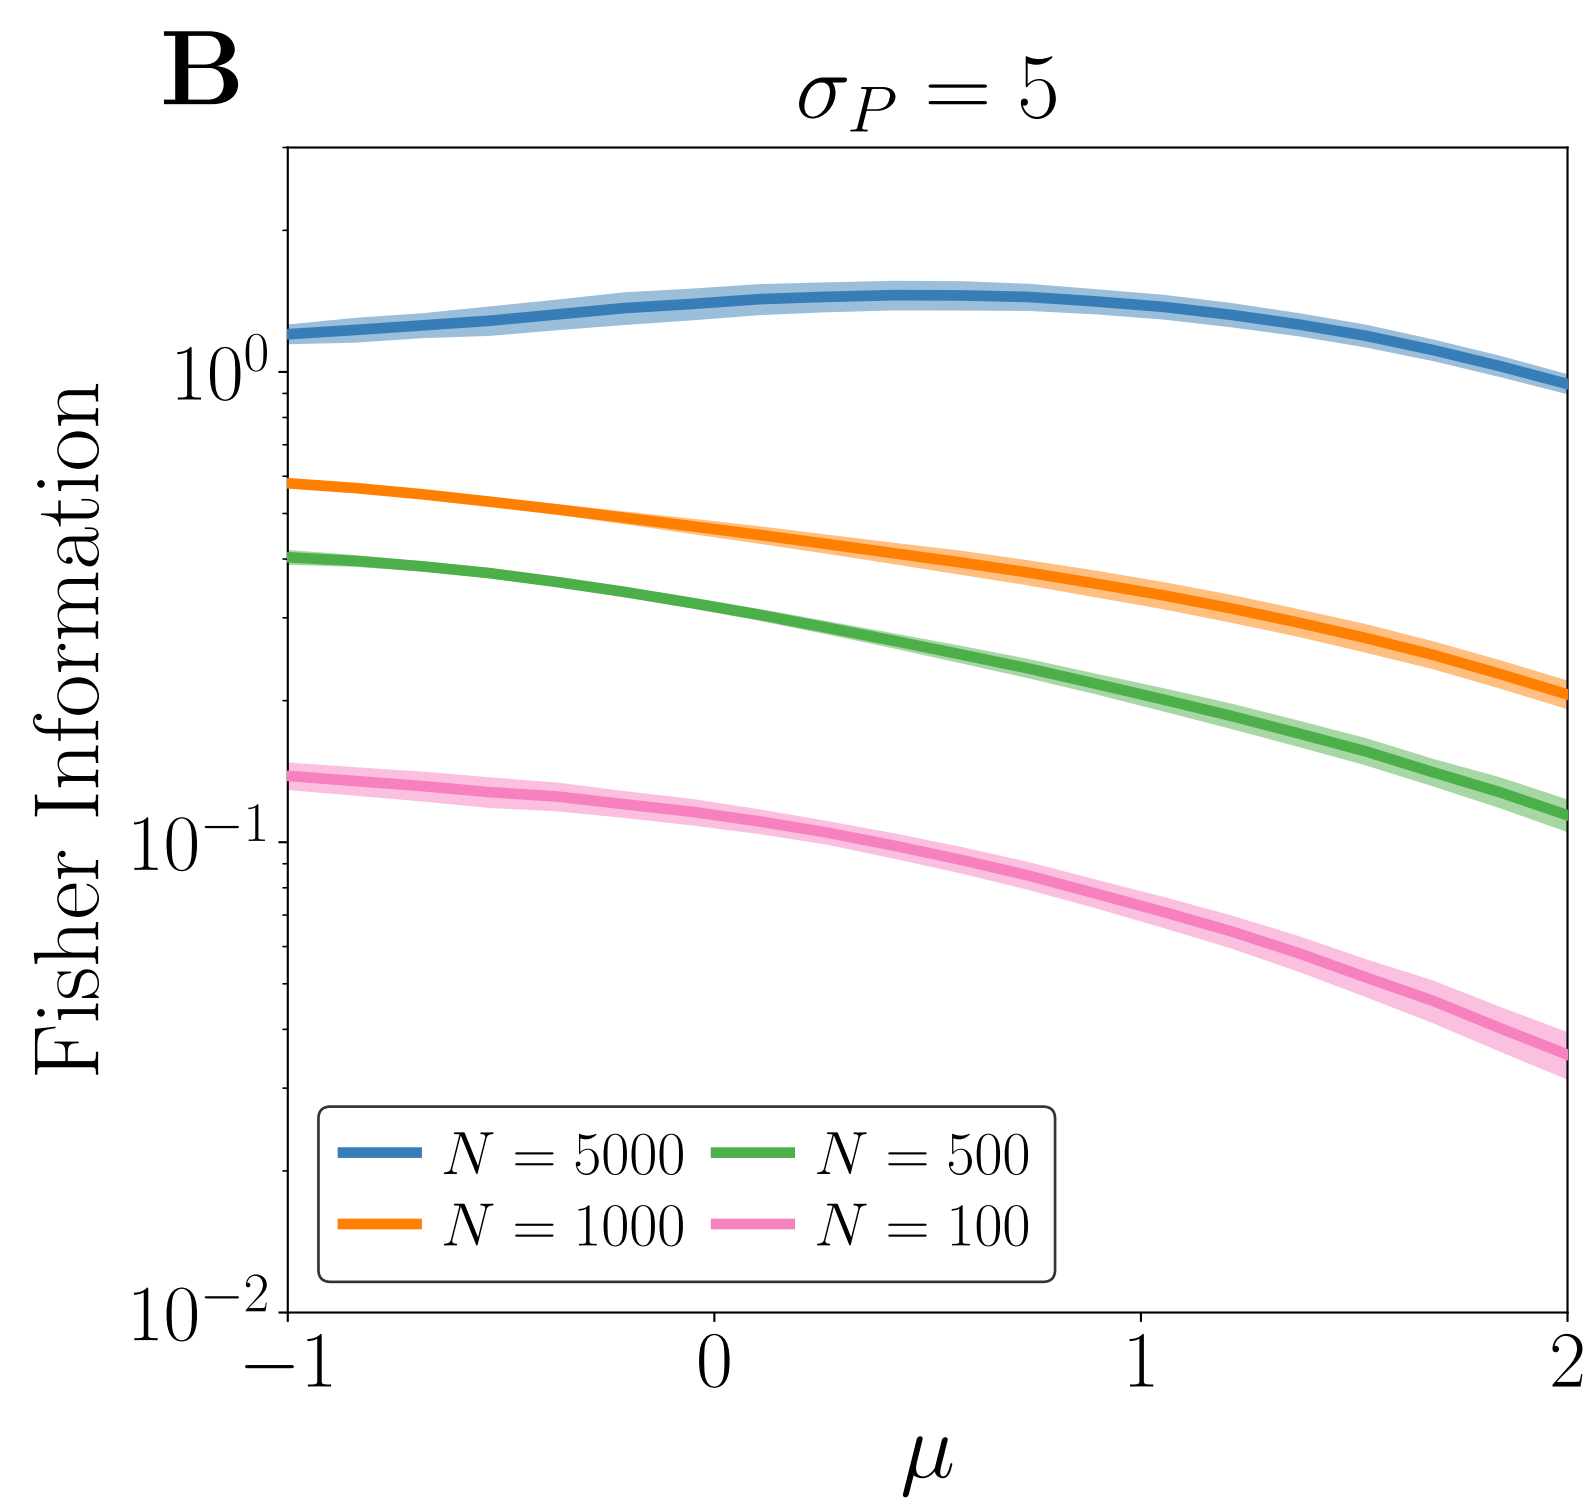 B
σ_P = 5
Fisher Information
10^0
10^−1
10^−2
−1 0 1 2
μ
N = 5000 N = 500
N = 1000 N = 100